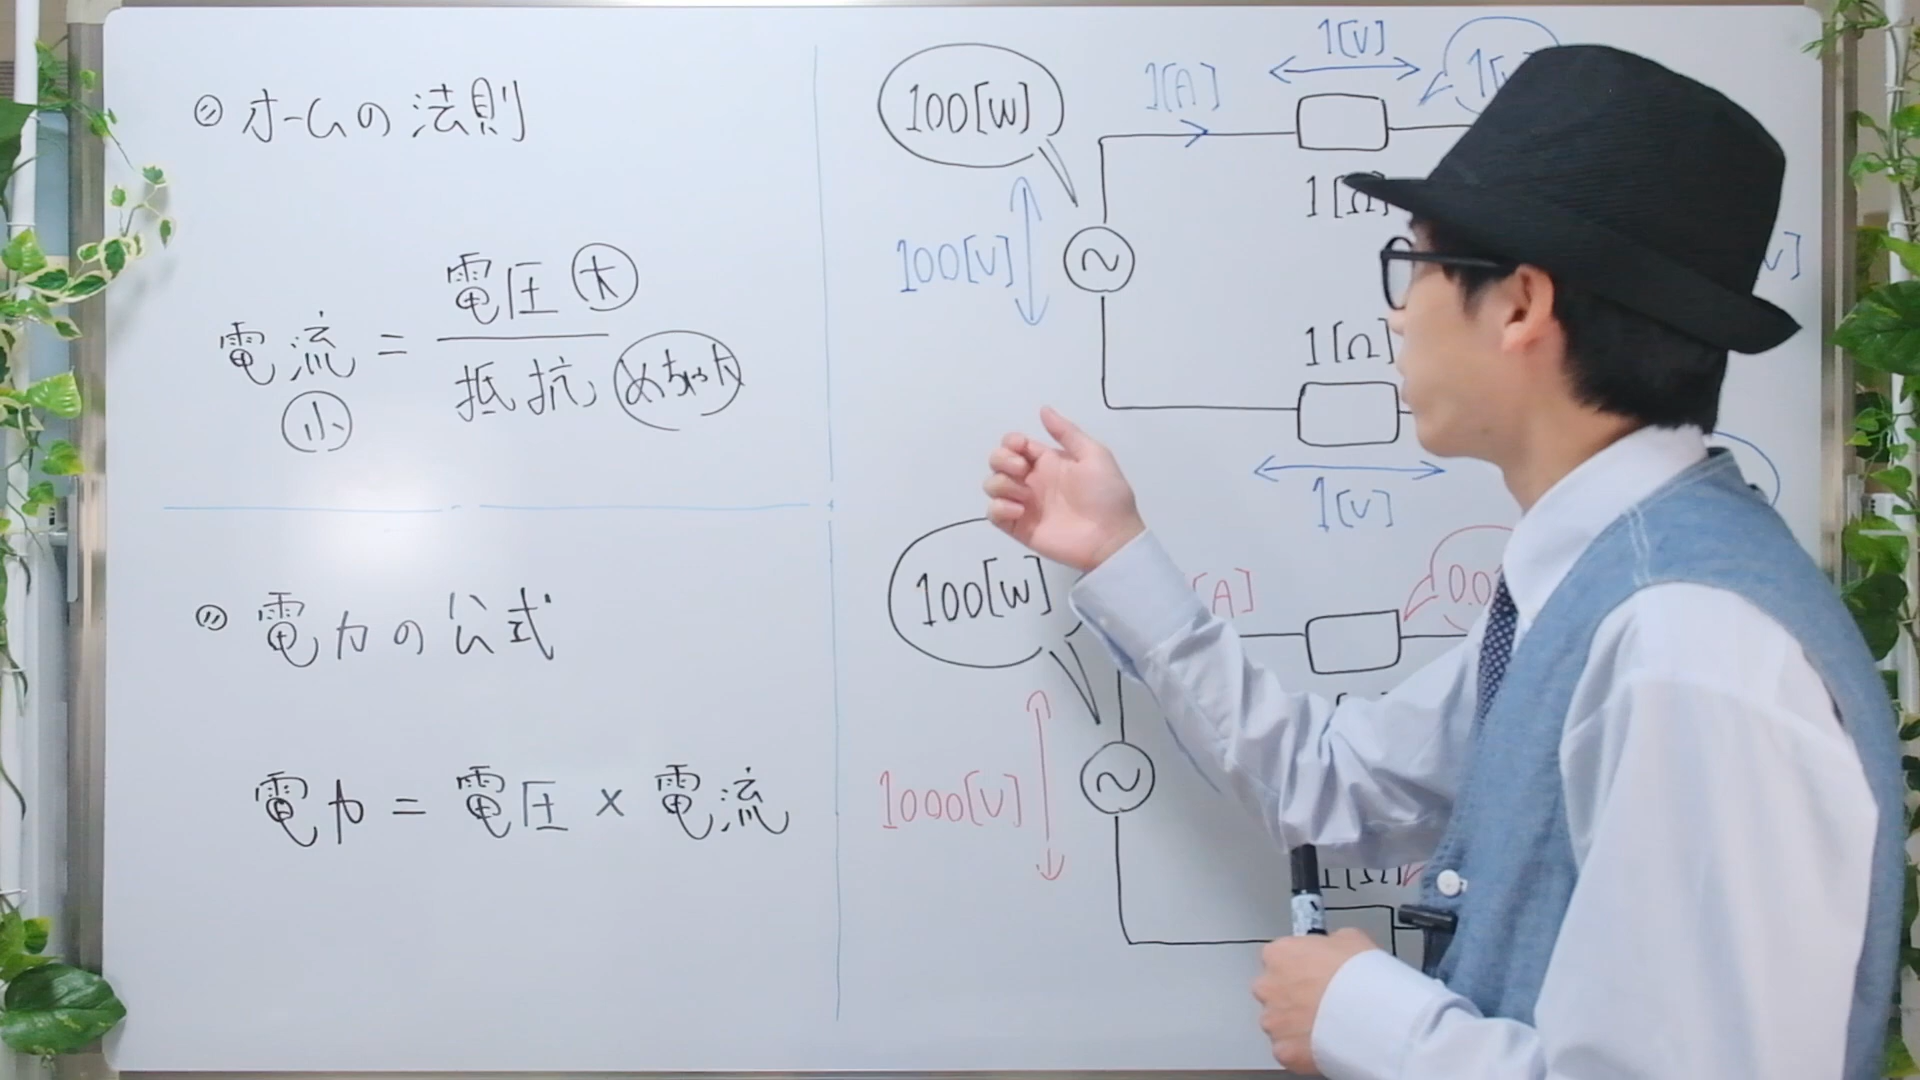 オームの法則
電流 = 電圧 大
抵抗 めちゃ大
小
電力の公式
電力 = 電圧 × 電流
1[V]
100[W]
1[A]
1[Ω]
100[V]
1[Ω]
1[V]
100[W]
[A]
0.0
1000[V]
1[Ω]